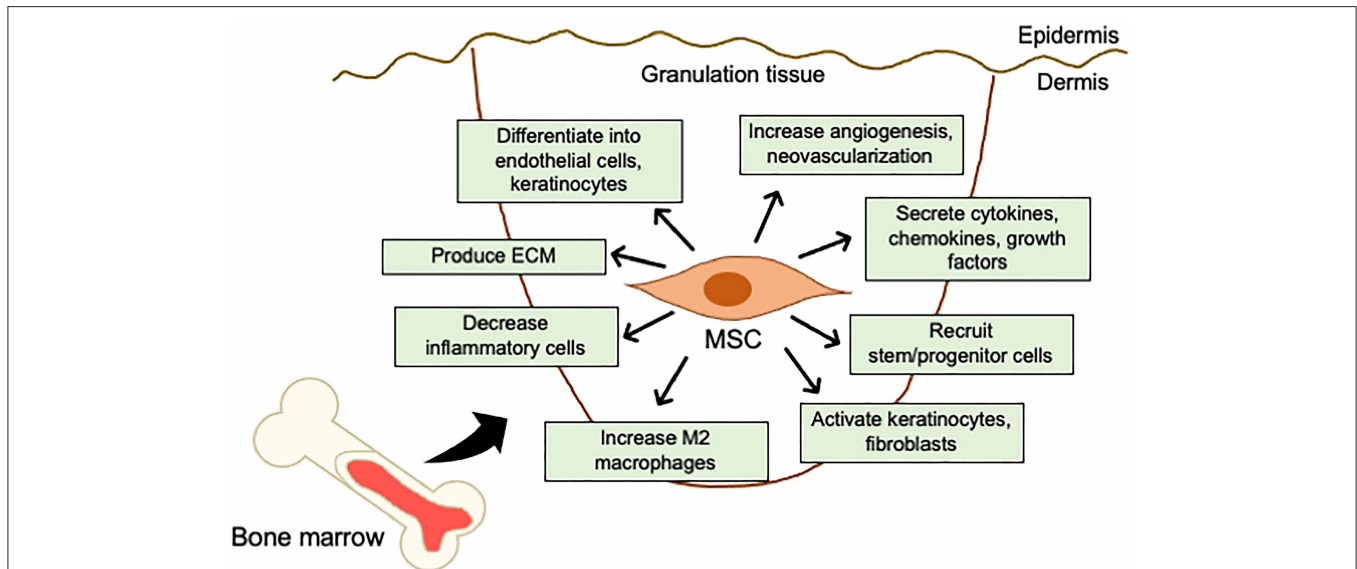 Epidermis
Granulation tissue
Dermis
Differentiate into
endothelial cells,
keratinocytes
Increase angiogenesis,
neovascularization
Secrete cytokines,
chemokines, growth
factors
Produce ECM
Decrease
inflammatory cells
MSC
Recruit
stem/progenitor cells
Increase M2
macrophages
Activate keratinocytes,
fibroblasts
Bone marrow